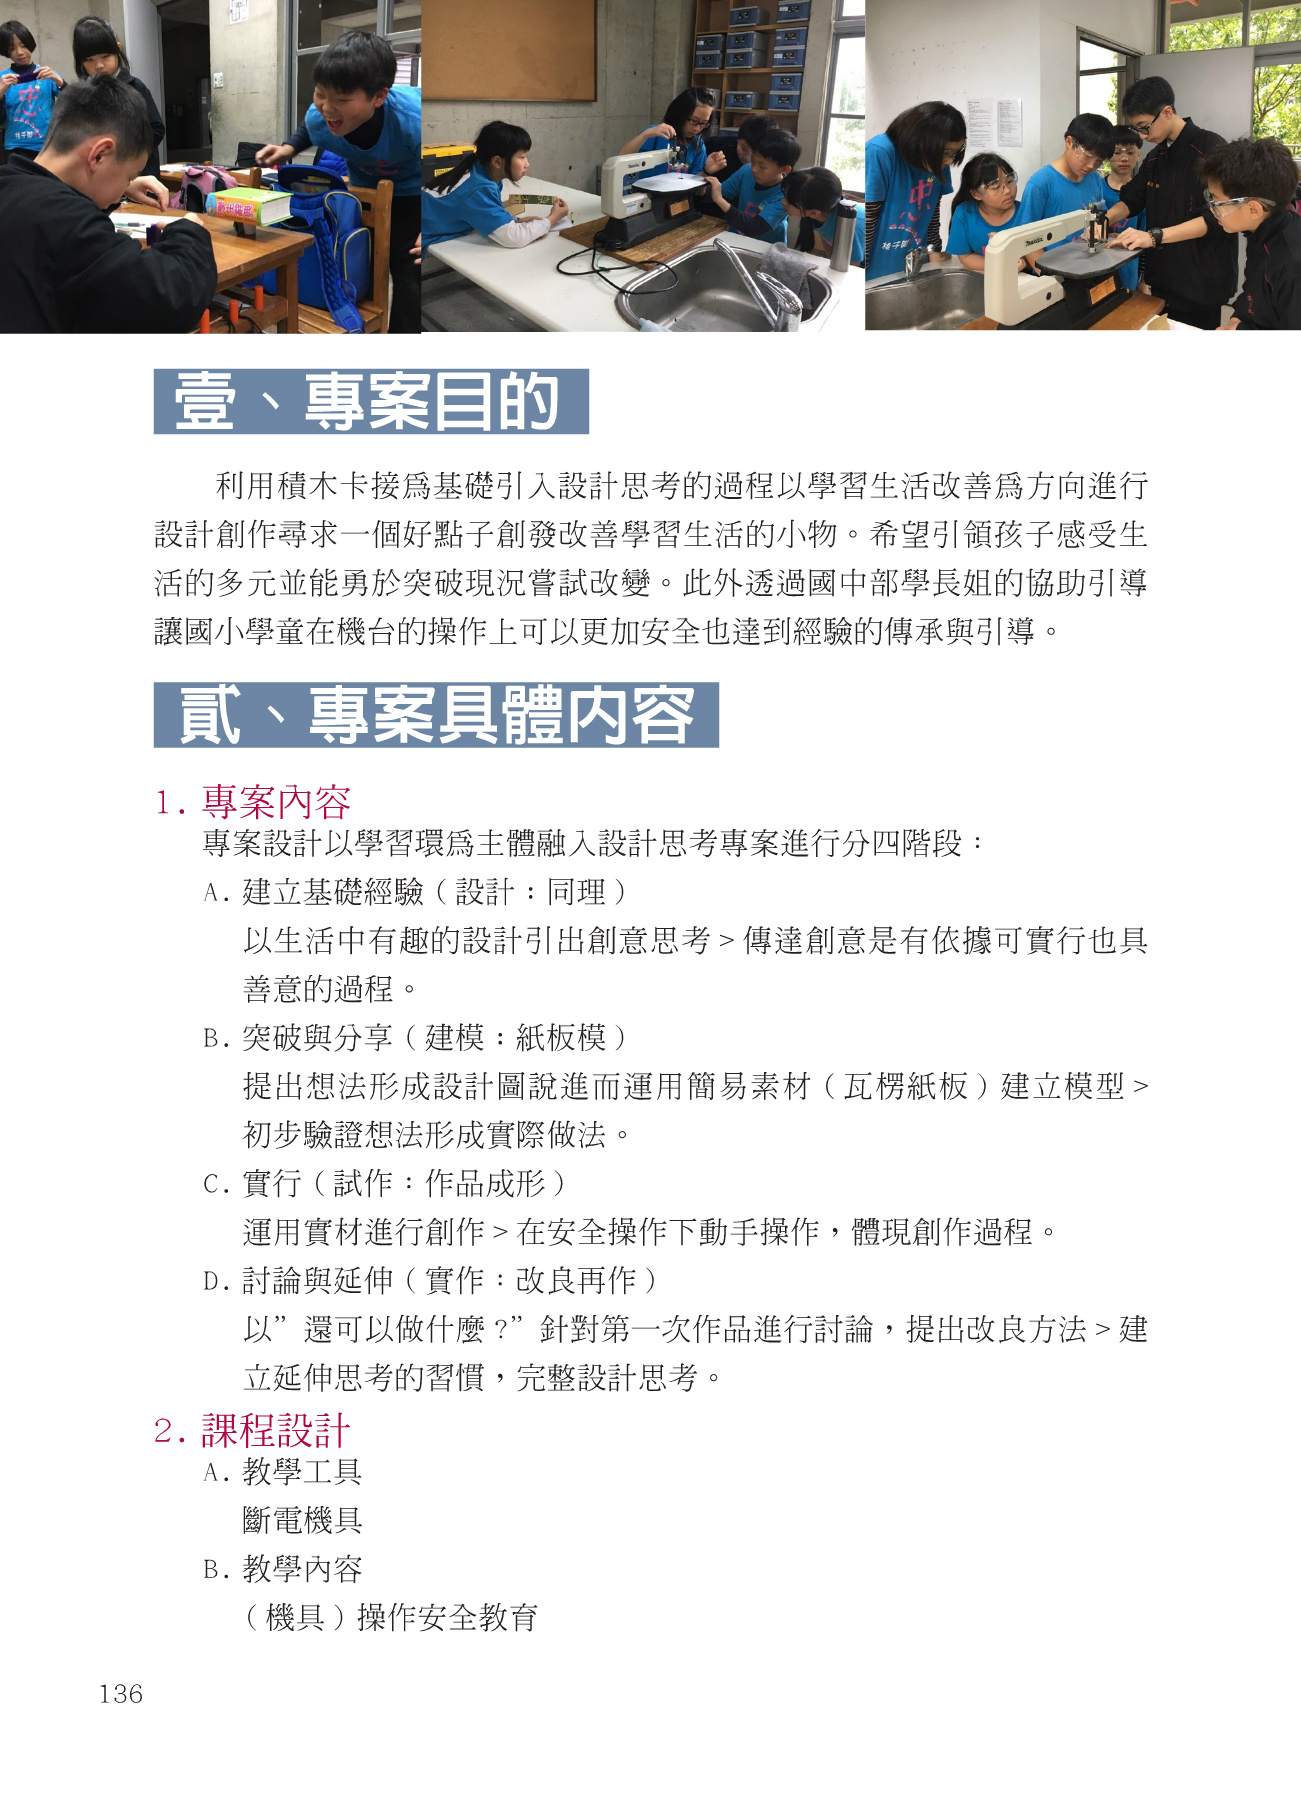 壹、專案目的
利用積木卡接為基礎引入設計思考的過程以學習生活改善為方向進行
設計創作尋求一個好點子創發改善學習生活的小物。希望引領孩子感受生
活的多元並能勇於突破現況嘗試改變。此外透過國中部學長姐的協助引導
讓國小學童在機台的操作上可以更加安全也達到經驗的傳承與引導。
貳、專案具體內容
1. 專案內容
專案設計以學習環為主體融入設計思考專案進行分四階段：
A. 建立基礎經驗（設計：同理）
以生活中有趣的設計引出創意思考>傳達創意是有依據可實行也具
善意的過程。
B. 突破與分享（建模：紙板模）
提出想法形成設計圖說進而運用簡易素材（瓦楞紙板）建立模型>
初步驗證想法形成實際做法。
C. 實行（試作：作品成形）
運用實材進行創作>在安全操作下動手操作，體現創作過程。
D. 討論與延伸（實作：改良再作）
以”還可以做什麼?”針對第一次作品進行討論，提出改良方法>建
立延伸思考的習慣，完整設計思考。
2. 課程設計
A. 教學工具
斷電機具
B. 教學內容
（機具）操作安全教育
136